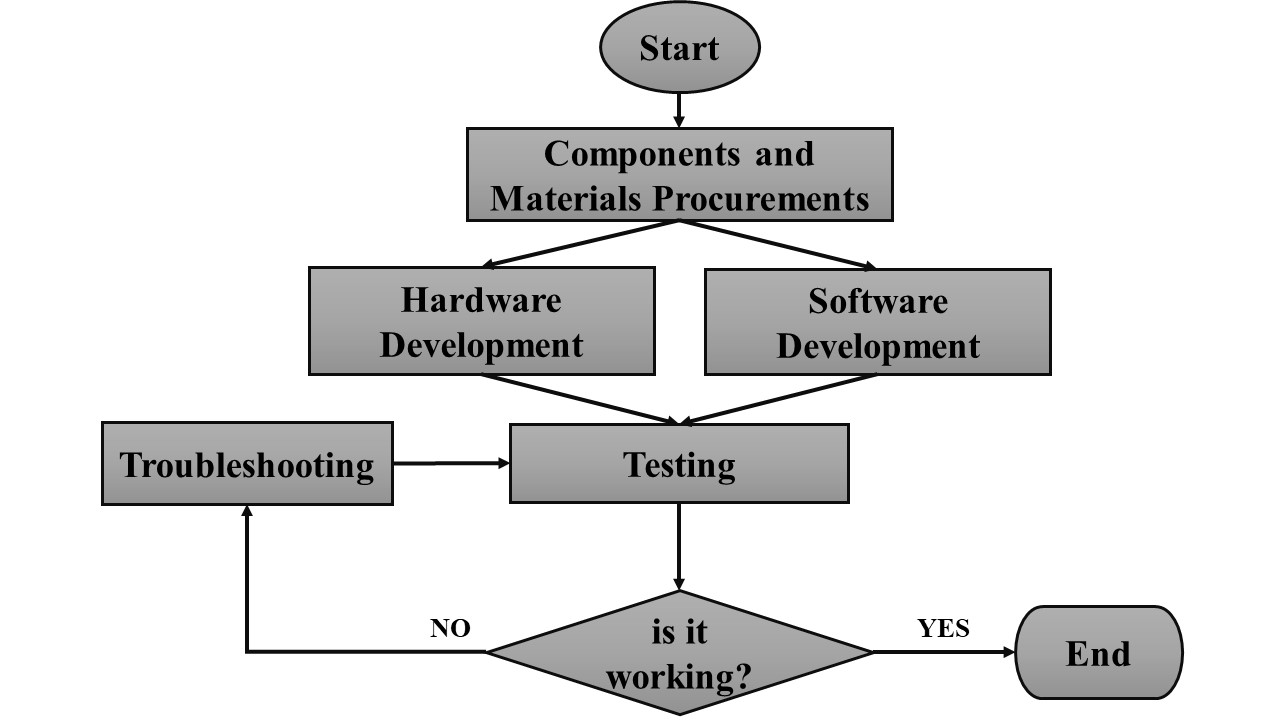 Start
Components and
Materials Procurements
Hardware
Development
Software
Development
Troubleshooting
Testing
NO
is it
working?
YES
End